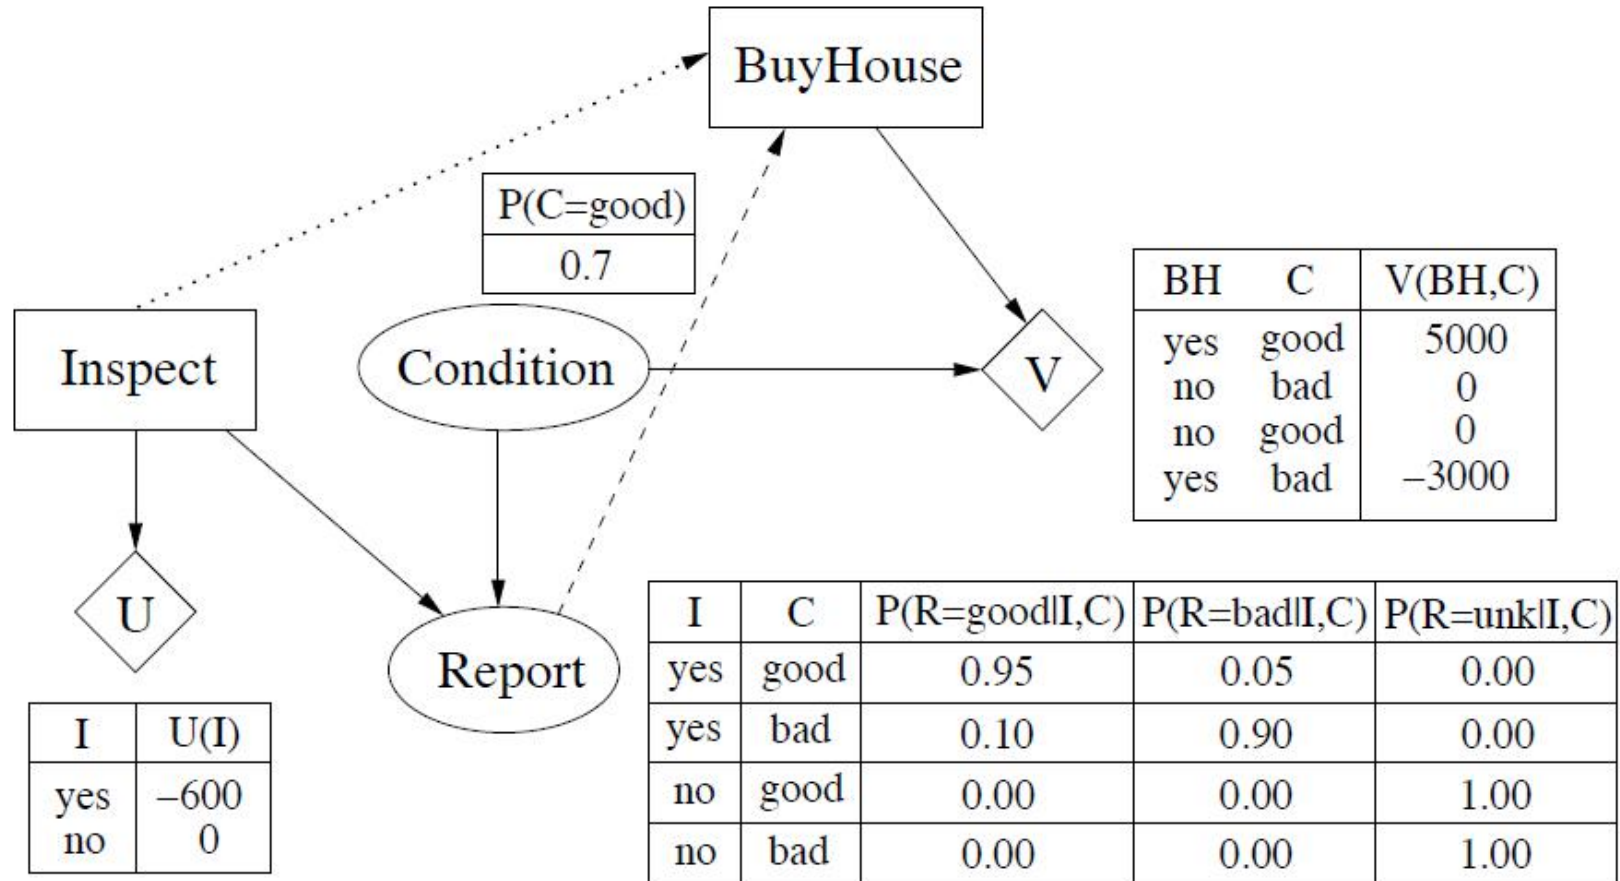 BuyHouse
P(C=good)
0.7
Inspect
Condition
V
BH C V(BH,C)
yes good 5000
no bad 0
no good 0
yes bad −3000
U
Report
I U(I)
yes −600
no 0
I C P(R=good|I,C) P(R=bad|I,C) P(R=unk|I,C)
yes good 0.95 0.05 0.00
yes bad 0.10 0.90 0.00
no good 0.00 0.00 1.00
no bad 0.00 0.00 1.00